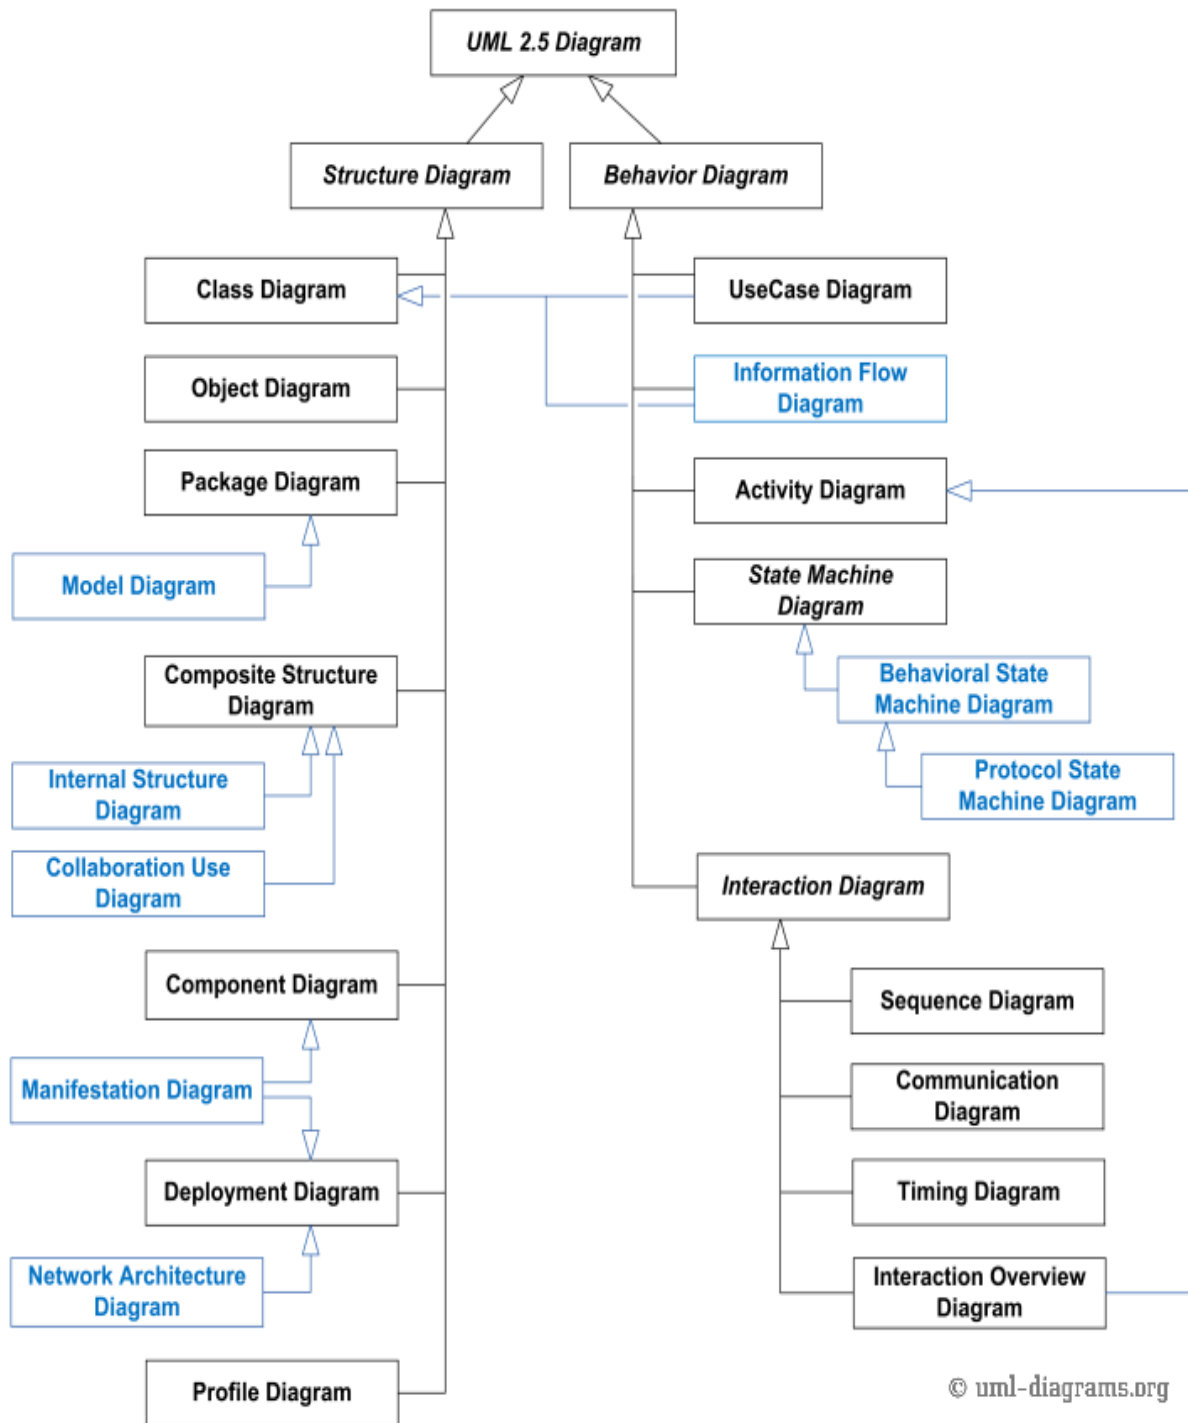 UML 2.5 Diagram
Structure Diagram
Behavior Diagram
Class Diagram
UseCase Diagram
Object Diagram
Information Flow
Diagram
Package Diagram
Activity Diagram
Model Diagram
State Machine
Diagram
Composite Structure
Diagram
Behavioral State
Machine Diagram
Internal Structure
Diagram
Protocol State
Machine Diagram
Collaboration Use
Diagram
Interaction Diagram
Component Diagram
Sequence Diagram
Manifestation Diagram
Communication
Diagram
Deployment Diagram
Timing Diagram
Network Architecture
Diagram
Interaction Overview
Diagram
Profile Diagram
© uml-diagrams.org